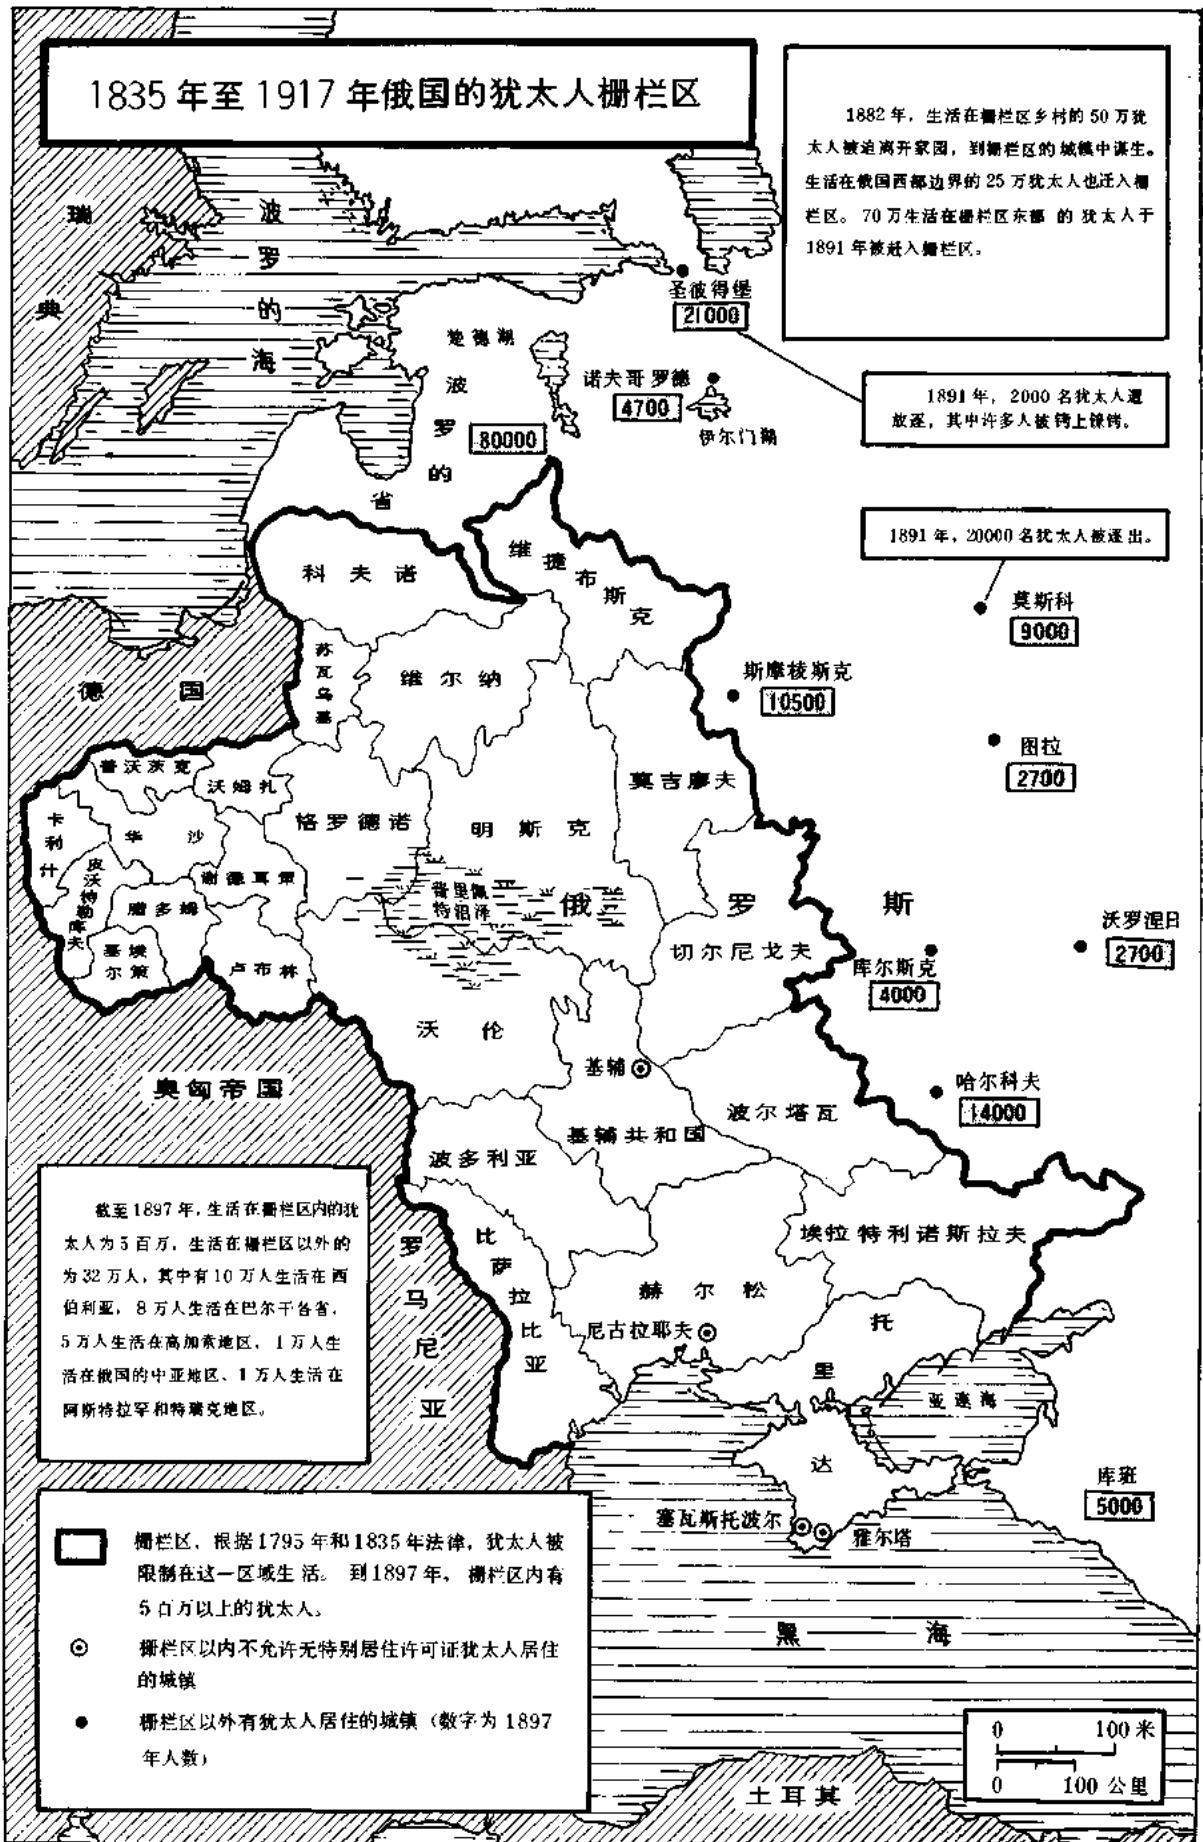 1835年至1917年俄国的犹太人栅栏区
1882年，生活在栅栏区乡村的50万犹
太人被迫离开家园，到栅栏区的城镇中谋生。
生活在俄国西部边界的25万犹太人也迁入栅
栏区。70万生活在栅栏区东部的犹太人于
1891年被赶入栅栏区。
瑞典
波罗的海
圣彼得堡
21000
楚德湖
诺夫哥罗德
4700
伊尔门湖
1891年，2000名犹太人遭
放逐，其中许多人被铐上镣铐。
波罗的省
80000
1891年，20000名犹太人被逐出。
科夫诺
维捷布斯克
莫斯科
9000
苏瓦乌基
维尔纳
斯摩棱斯克
10500
德国
图拉
2700
普沃茨克
沃姆扎
莫吉廖夫
卡利什
华沙
格罗德诺
明斯克
皮沃特勒库夫
谢德耳策
腊多姆
普里佩
特沼泽
俄罗斯
兰
沃罗涅日
2700
基埃
尔策
卢布林
切尔尼戈夫
库尔斯克
4000
沃伦
基辅
奥匈帝国
哈尔科夫
14000
波尔塔瓦
基辅共和国
波多利亚
截至1897年，生活在栅栏区内的犹
太人为5百万，生活在栅栏区以外的
为32万人，其中有10万人生活在西
伯利亚，8万人生活在巴尔干各省，
5万人生活在高加索地区，1万人生
活在俄国的中亚地区、1万人生活在
阿斯特拉罕和特瑞克地区。
罗马尼亚
比萨拉比亚
埃拉特利诺斯拉夫
赫尔松
尼古拉耶夫
托里达
亚速海
库班
5000
塞瓦斯托波尔
雅尔塔
黑海
栅栏区，根据1795年和1835年法律，犹太人被
限制在这一区域生活。到1897年，栅栏区内有
5百万以上的犹太人。
栅栏区以内不允许无特别居住许可证犹太人居住
的城镇
栅栏区以外有犹太人居住的城镇（数字为1897
年人数）
0 100米
0 100公里
土耳其